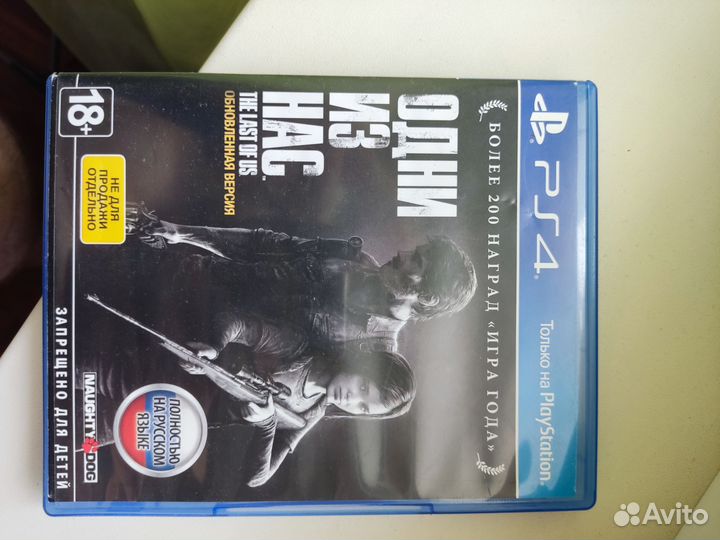 PS4
Только на PlayStation.
БОЛЕЕ 200 НАГРАД «ИГРА ГОДА»
ОДНИ
ИЗ
НАС
THE LAST OF US™
ОБНОВЛЕННАЯ ВЕРСИЯ
18+
НЕ ДЛЯ
ПРОДАЖИ
ОТДЕЛЬНО
ЗАПРЕЩЕНО ДЛЯ ДЕТЕЙ
NAUGHTY DOG
ПОЛНОСТЬЮ
НА РУССКОМ
ЯЗЫКЕ
Avito